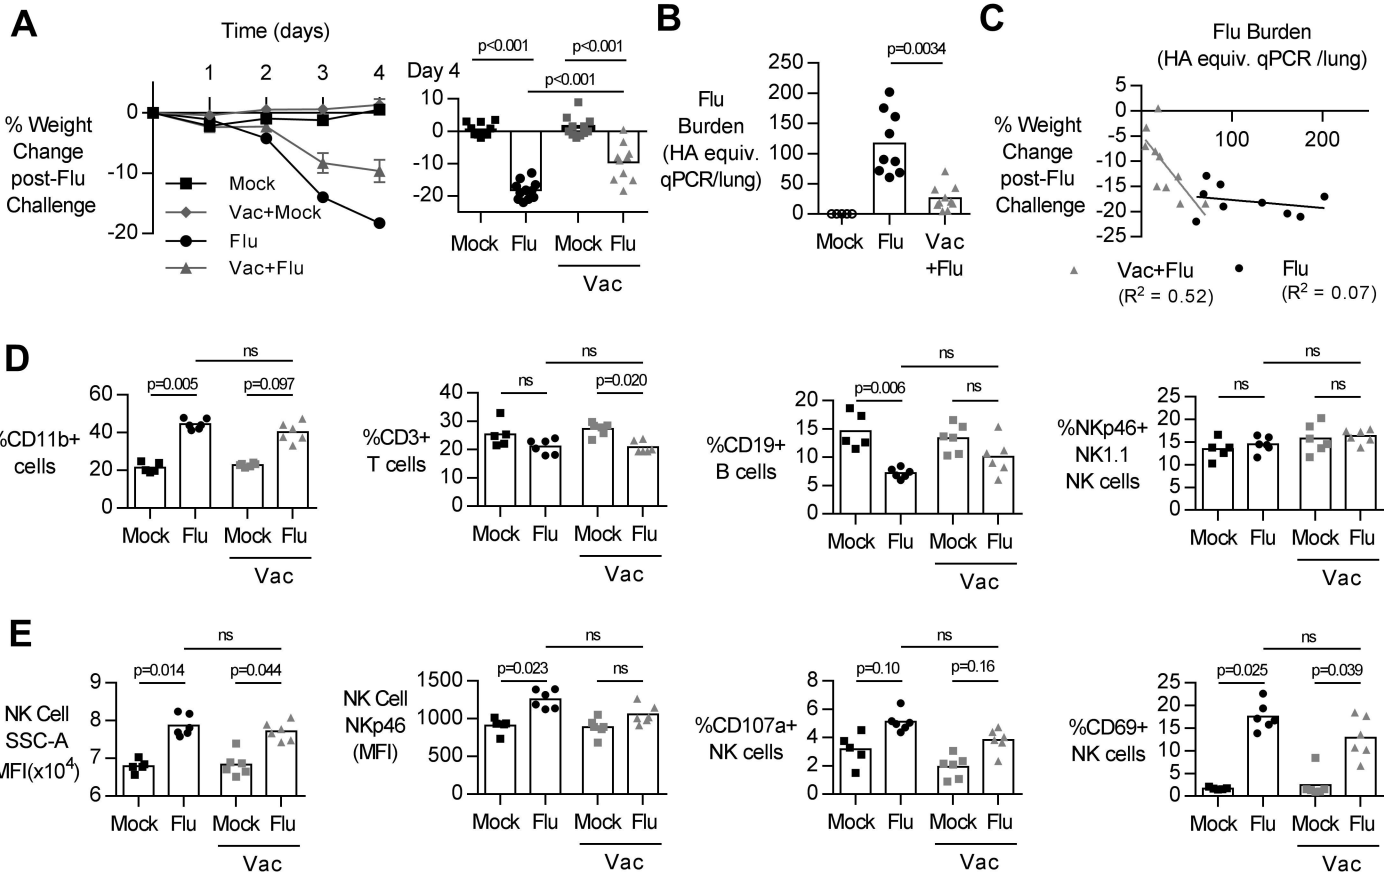 A
Time (days)
1 2 3 4
0
-10
-20
% Weight
Change
post-Flu
Challenge
Mock
Vac+Mock
Flu
Vac+Flu
Day 4
p<0.001
p<0.001
p<0.001
10
0
-10
-20
Mock Flu Mock Flu
Vac
B
p=0.0034
Flu
Burden
(HA equiv.
qPCR/lung)
250
200
150
100
50
0
Mock Flu Vac
+Flu
C
Flu Burden
(HA equiv. qPCR /lung)
% Weight
Change
post-Flu
Challenge
5
0
-5
-10
-15
-20
-25
100 200
Vac+Flu
(R² = 0.52)
Flu
(R² = 0.07)
D
ns
p=0.005 p=0.097
%CD11b+
cells
60
40
20
0
Mock Flu Mock Flu
Vac
ns
ns p=0.020
%CD3+
T cells
40
30
20
10
0
Mock Flu Mock Flu
Vac
ns
p=0.006 ns
%CD19+
B cells
20
15
10
5
0
Mock Flu Mock Flu
Vac
ns
ns ns
%NKp46+
NK1.1
NK cells
25
20
15
10
5
0
Mock Flu Mock Flu
Vac
E
ns
p=0.014 p=0.044
NK Cell
SSC-A
MFI(x10⁴)
9
8
7
6
Mock Flu Mock Flu
Vac
ns
p=0.023 ns
NK Cell
NKp46
(MFI)
1500
1000
500
0
Mock Flu Mock Flu
Vac
ns
p=0.10 p=0.16
%CD107a+
NK cells
8
6
4
2
0
Mock Flu Mock Flu
Vac
ns
p=0.025 p=0.039
%CD69+
NK cells
25
20
15
10
5
0
Mock Flu Mock Flu
Vac